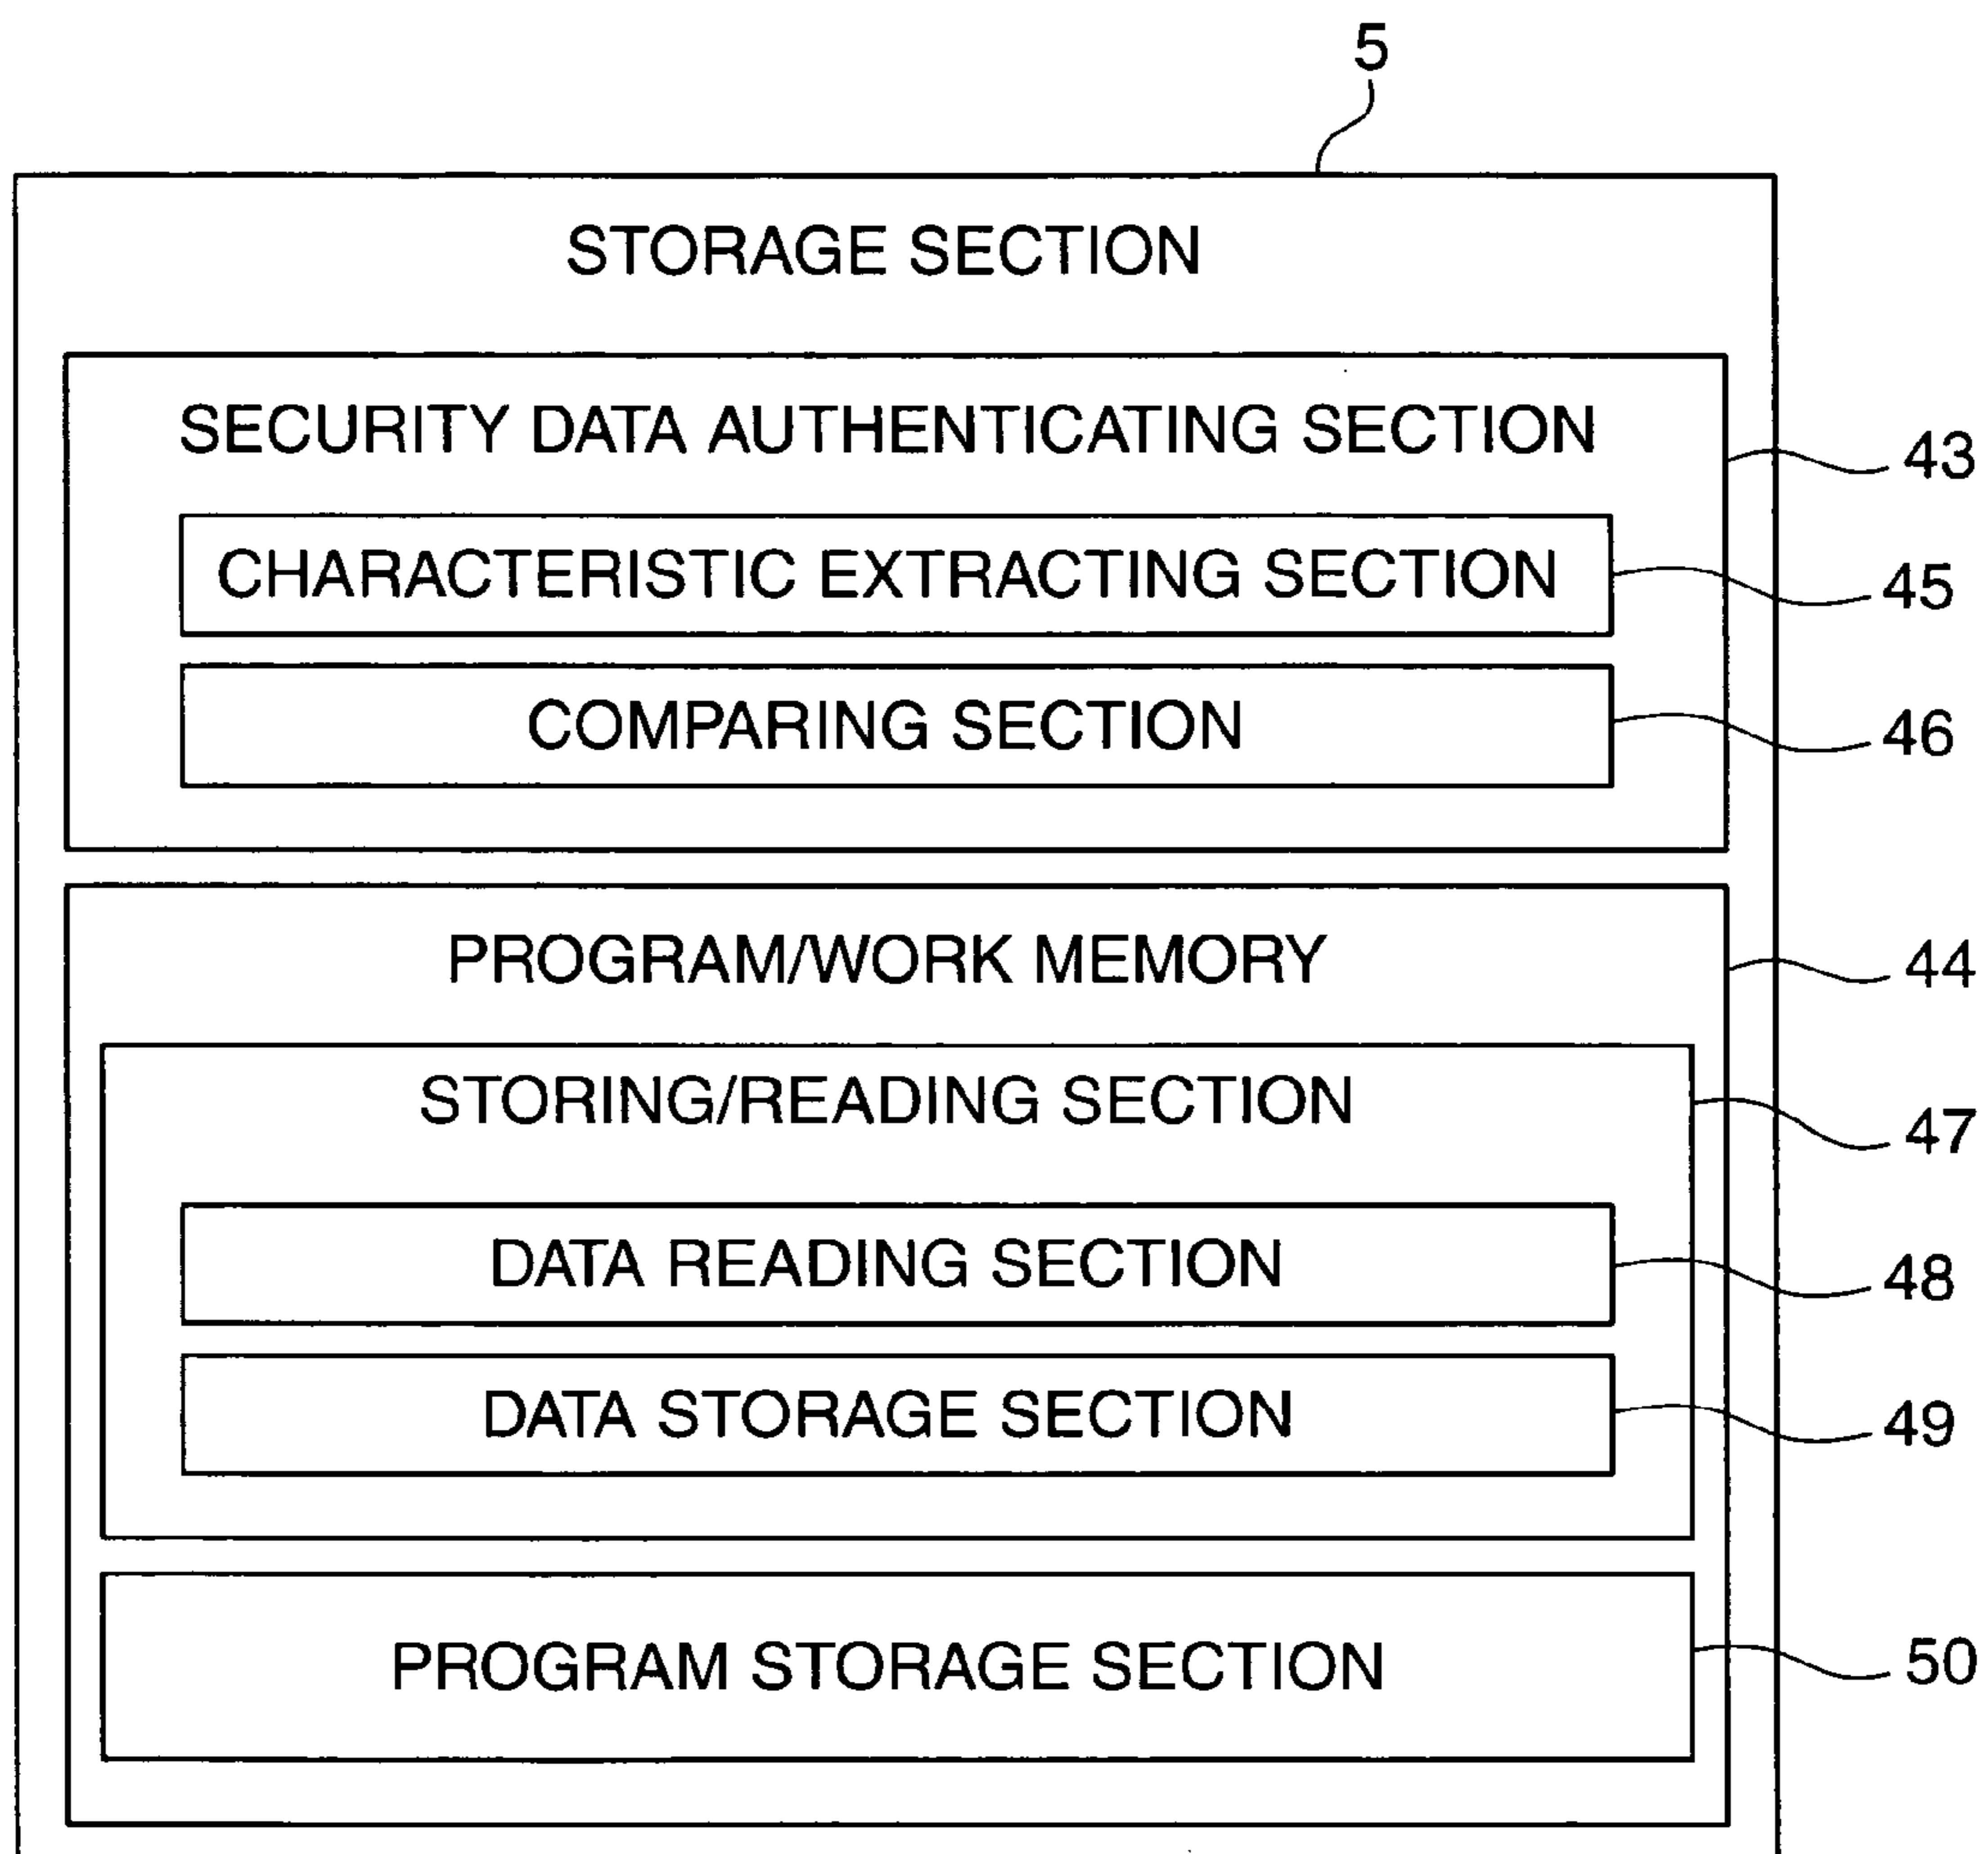 5
STORAGE SECTION
SECURITY DATA AUTHENTICATING SECTION
43
CHARACTERISTIC EXTRACTING SECTION
45
COMPARING SECTION
46
PROGRAM/WORK MEMORY
44
STORING/READING SECTION
47
DATA READING SECTION
48
DATA STORAGE SECTION
49
PROGRAM STORAGE SECTION
50